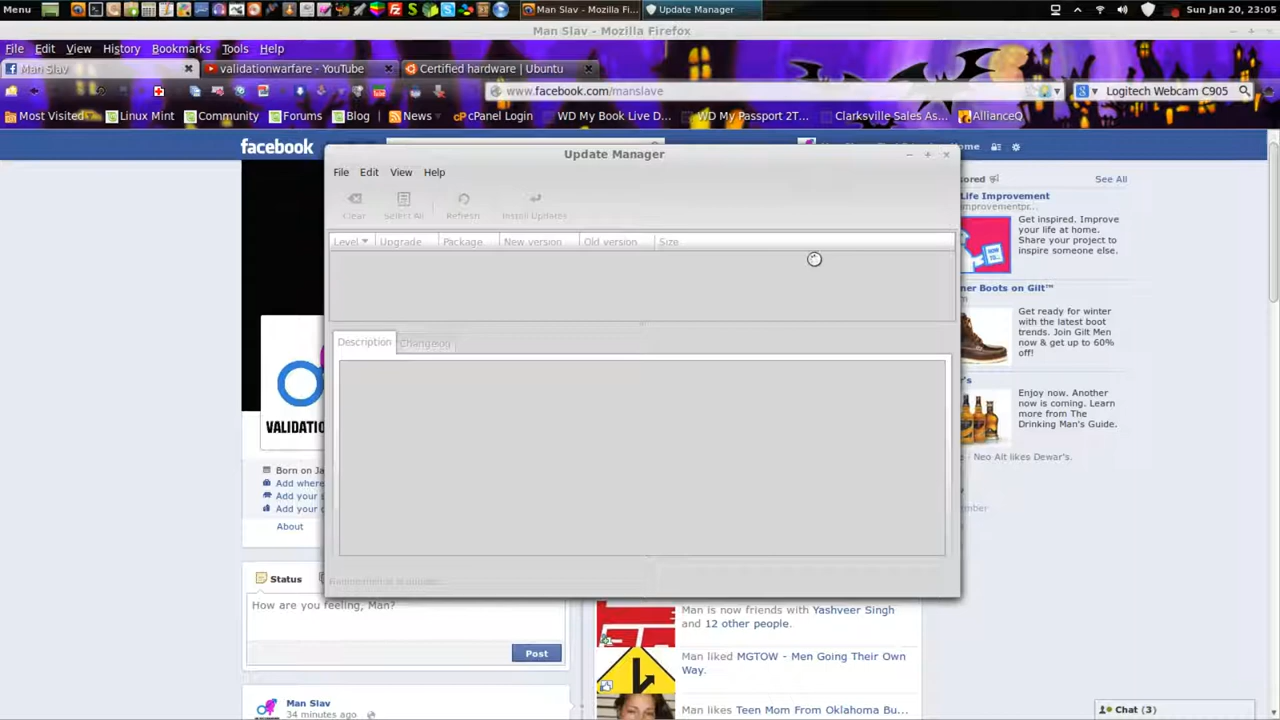 Menu
Man Slav - Mozilla Fi...
Update Manager
Sun Jan 20, 23:05
Man Slav - Mozilla Firefox
File Edit View History Bookmarks Tools Help
Man Slav
validationwarfare - YouTube
Certified hardware | Ubuntu
www.facebook.com/manslave
Logitech Webcam C905
Most Visited
Linux Mint
Community
Forums
Blog
News
cPanel Login
WD My Book Live D...
WD My Passport 2T...
Clarksville Sales As...
AllianceQ
facebook
Home
Update Manager
File Edit View Help
Clear
Select All
Refresh
Install Updates
Level Upgrade Package New version Old version Size
Description Changelog
sored
See All
Life Improvement
improvementpr...
Get inspired. Improve
your life at home.
Share your project to
inspire someone else.
ner Boots on Gilt™
Get ready for winter
with the latest boot
trends. Join Gilt Men
now & get up to 60%
off!
r's
Enjoy now. Another
now is coming. Learn
more from The
Drinking Man's Guide.
Neo Alt likes Dewar's.
VALIDATIO
Born on Ja
Add where
Add your
Add your
About
Status
How are you feeling, Man?
Post
Man Slav
34 minutes ago
Man is now friends with Yashveer Singh
and 12 other people.
Man liked MGTOW - Men Going Their Own
Way.
Man likes Teen Mom From Oklahoma Bu...
Chat (3)